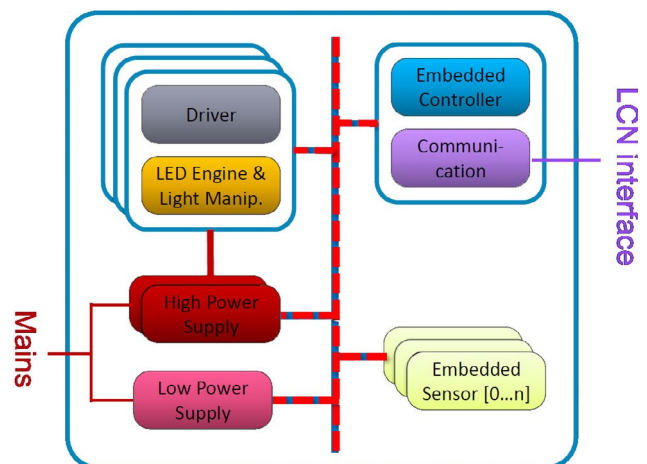 Driver
LED Engine &
Light Manip.
Embedded
Controller
Communi-
cation
LCN interface
High Power
Supply
Mains
Low Power
Supply
Embedded
Sensor [0...n]